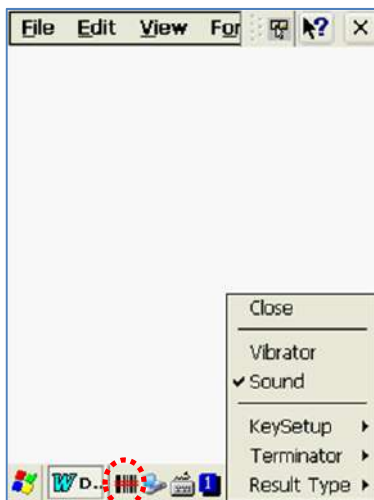 File Edit View For ?
Close
Vibrator
Sound
KeySetup
Terminator
Result Type
W D.. 1